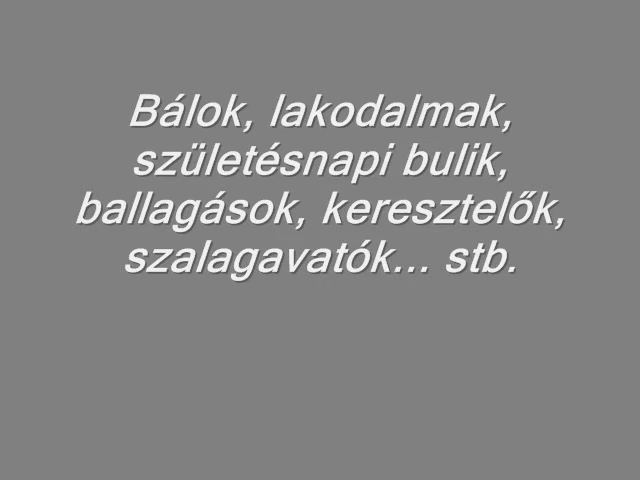 Bálok, lakodalmak,
születésnapi bulik,
ballagások, keresztelők,
szalagavatók... stb.